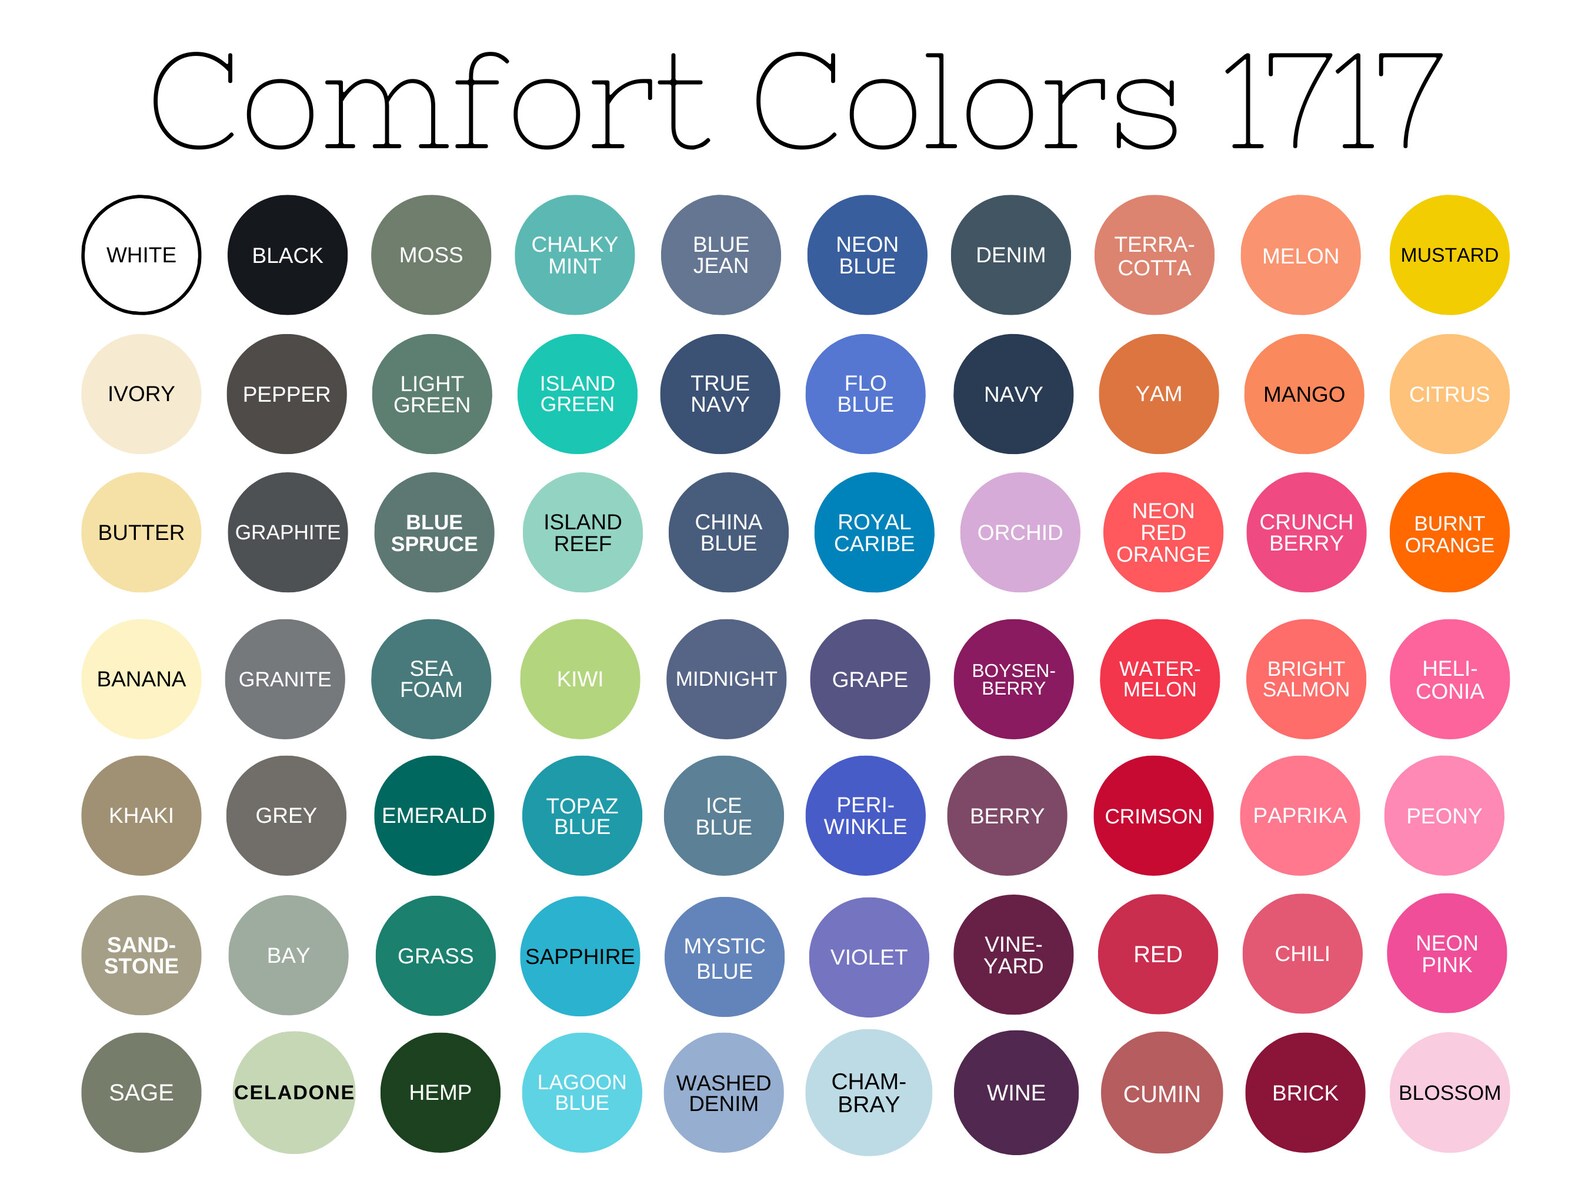 Comfort Colors 1717
WHITE
BLACK
MOSS
CHALKY
MINT
BLUE
JEAN
NEON
BLUE
DENIM
TERRA-
COTTA
MELON
MUSTARD
IVORY
PEPPER
LIGHT
GREEN
ISLAND
GREEN
TRUE
NAVY
FLO
BLUE
NAVY
YAM
MANGO
CITRUS
BUTTER
GRAPHITE
BLUE
SPRUCE
ISLAND
REEF
CHINA
BLUE
ROYAL
CARIBE
ORCHID
NEON
RED
ORANGE
CRUNCH
BERRY
BURNT
ORANGE
BANANA
GRANITE
SEA
FOAM
KIWI
MIDNIGHT
GRAPE
BOYSEN-
BERRY
WATER-
MELON
BRIGHT
SALMON
HELI-
CONIA
KHAKI
GREY
EMERALD
TOPAZ
BLUE
ICE
BLUE
PERI-
WINKLE
BERRY
CRIMSON
PAPRIKA
PEONY
SAND-
STONE
BAY
GRASS
SAPPHIRE
MYSTIC
BLUE
VIOLET
VINE-
YARD
RED
CHILI
NEON
PINK
SAGE
CELADONE
HEMP
LAGOON
BLUE
WASHED
DENIM
CHAM-
BRAY
WINE
CUMIN
BRICK
BLOSSOM